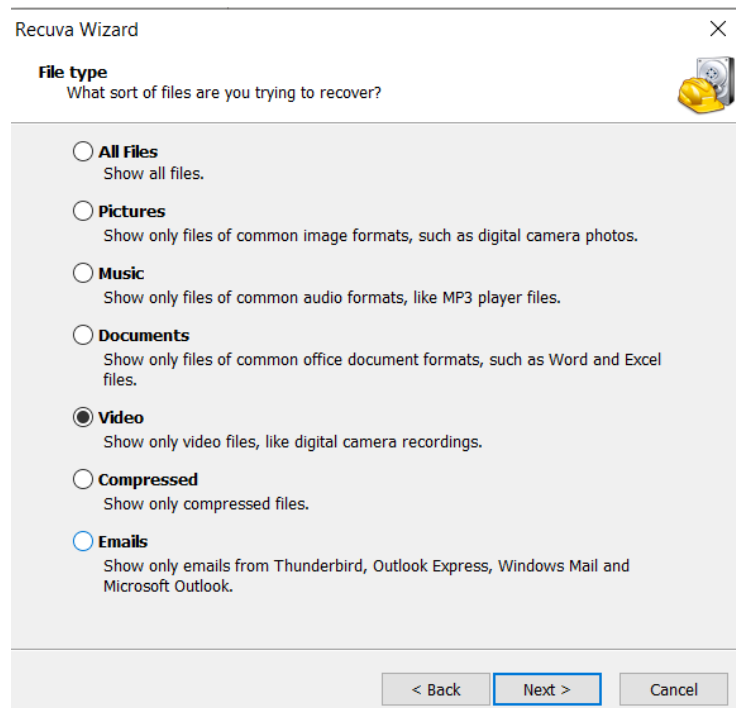 Recuva Wizard
File type
What sort of files are you trying to recover?
All Files
Show all files.
Pictures
Show only files of common image formats, such as digital camera photos.
Music
Show only files of common audio formats, like MP3 player files.
Documents
Show only files of common office document formats, such as Word and Excel
files.
Video
Show only video files, like digital camera recordings.
Compressed
Show only compressed files.
Emails
Show only emails from Thunderbird, Outlook Express, Windows Mail and
Microsoft Outlook.
< Back Next > Cancel